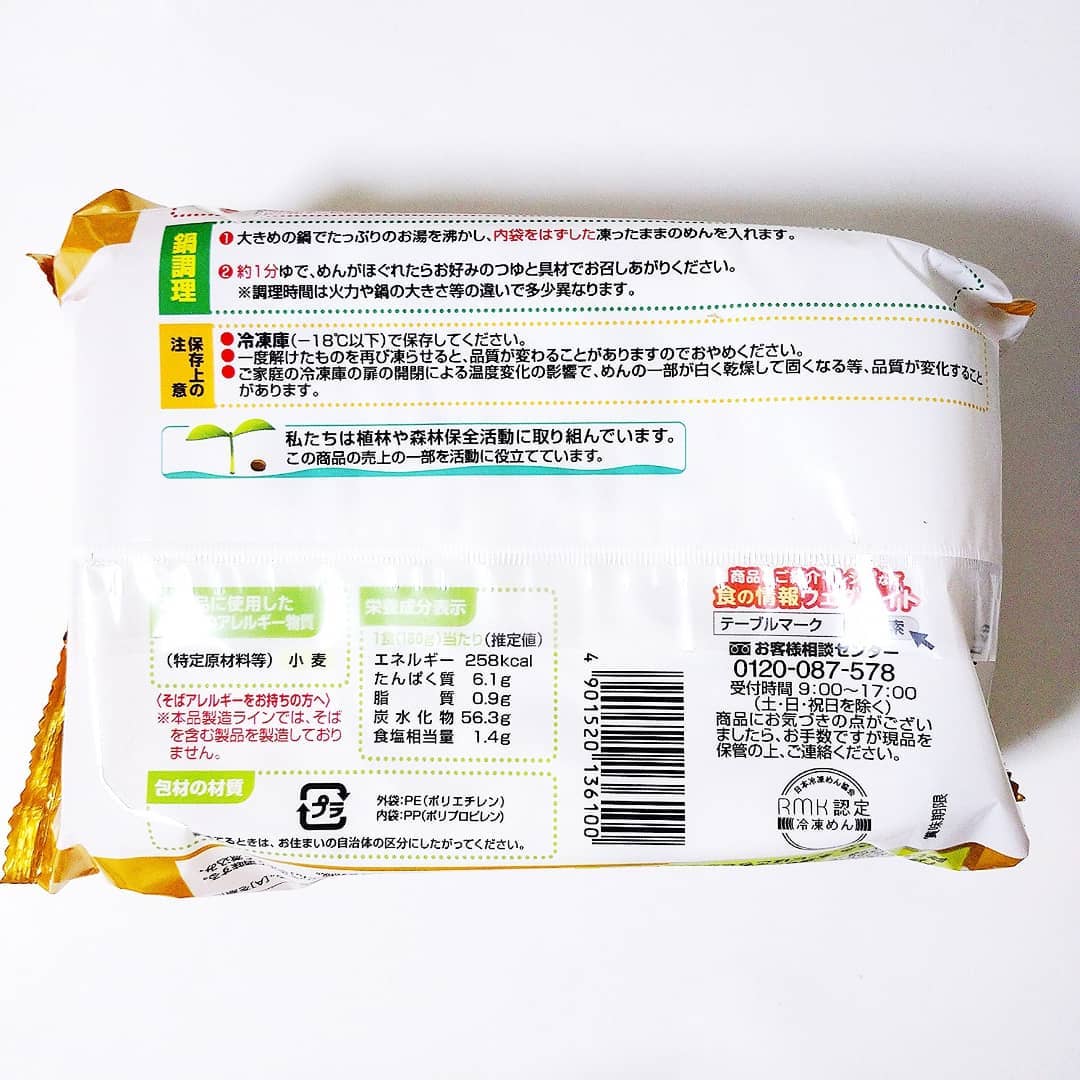 鍋調理
❶ 大きめの鍋でたっぷりのお湯を沸かし、内袋をはずした凍ったままのめんを入れます。
❷ 約1分ゆで、めんがほぐれたらお好みのつゆと具材でお召しあがりください。
※調理時間は火力や鍋の大きさ等の違いで多少異なります。
保存上の
注意
●冷凍庫(−18℃以下)で保存してください。
●一度解けたものを再び凍らせると、品質が変わることがありますのでおやめください。
●ご家庭の冷凍庫の扉の開閉による温度変化の影響で、めんの一部が白く乾燥して固くなる等、品質が変化すること
があります。
私たちは植林や森林保全活動に取り組んでいます。
この商品の売上の一部を活動に役立てています。
品に使用した
アレルギー物質
(特定原材料等) 小麦
〈そばアレルギーをお持ちの方へ〉
※本品製造ラインでは、そば
を含む製品を製造しており
ません。
栄養成分表示
1食(180g)当たり(推定値)
エネルギー 258kcal
たんぱく質 6.1g
脂質 0.9g
炭水化物 56.3g
食塩相当量 1.4g
包材の材質
プラ
外袋:PE(ポリエチレン)
内袋:PP(ポリプロピレン)
てるときは、お住まいの自治体の区分にしたがってください。
4 901520 136100
食の情報ウェブサイト
テーブルマーク 索
お客様相談センター
0120-087-578
受付時間 9:00〜17:00
(土・日・祝日を除く)
商品にお気づきの点がござい
ましたら、お手数ですが現品を
保管の上、ご連絡ください。
日本冷凍めん協会
RMK認定
冷凍めん
賞味期限